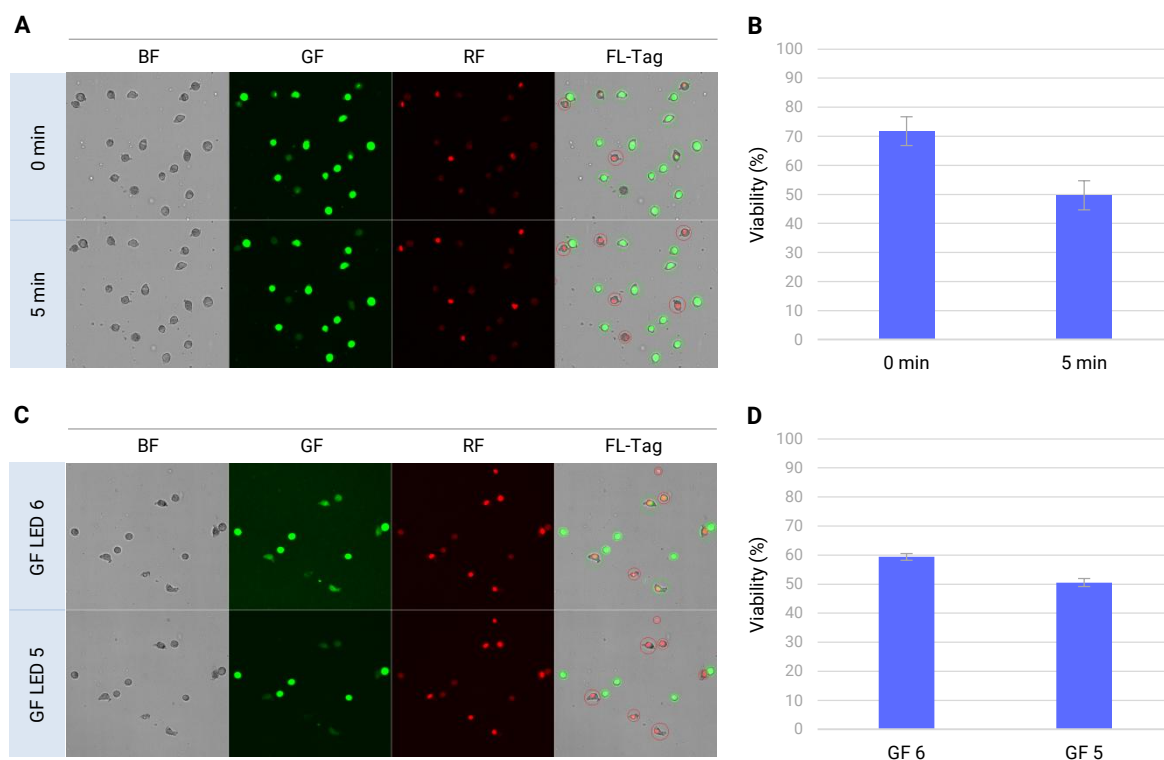 A
BF GF RF FL-Tag
0 min
5 min
B
100
90
80
70
60
50
40
30
20
10
0
Viability (%)
0 min 5 min
C
BF GF RF FL-Tag
GF LED 6
GF LED 5
D
100
90
80
70
60
50
40
30
20
10
0
Viability (%)
GF 6 GF 5